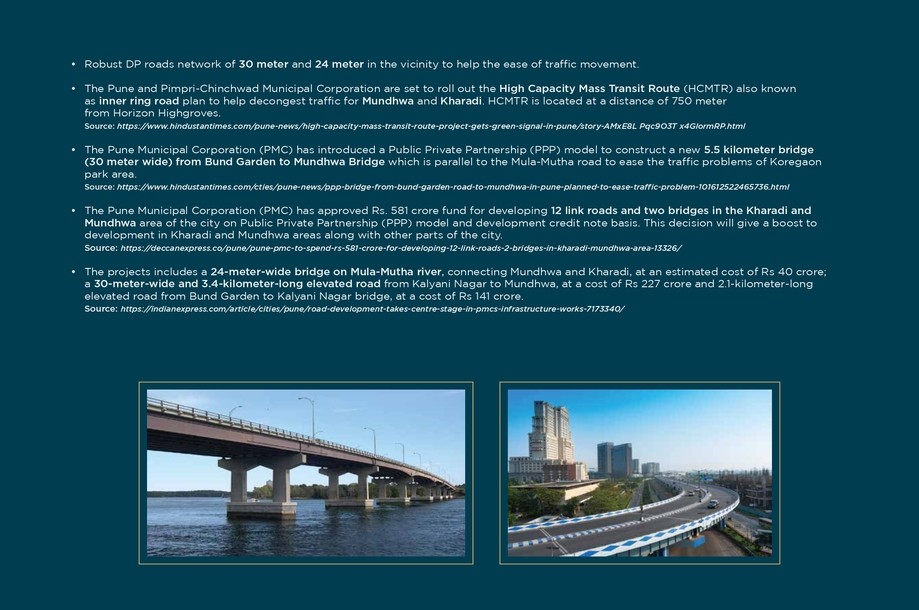 • Robust DP roads network of 30 meter and 24 meter in the vicinity to help the ease of traffic movement.
• The Pune and Pimpri-Chinchwad Municipal Corporation are set to roll out the High Capacity Mass Transit Route (HCMTR) also known
as inner ring road plan to help decongest traffic for Mundhwa and Kharadi. HCMTR is located at a distance of 750 meter
from Horizon Highgroves.
Source: https://www.hindustantimes.com/pune-news/high-capacity-mass-transit-route-project-gets-green-signal-in-pune/story-AMxE8L Pqc9O3T x4GlormRP.html
• The Pune Municipal Corporation (PMC) has introduced a Public Private Partnership (PPP) model to construct a new 5.5 kilometer bridge
(30 meter wide) from Bund Garden to Mundhwa Bridge which is parallel to the Mula-Mutha road to ease the traffic problems of Koregaon
park area.
Source: https://www.hindustantimes.com/cties/pune-news/ppp-bridge-from-bund-garden-road-to-mundhwa-in-pune-planned-to-ease-traffic-problem-101612522465736.html
• The Pune Municipal Corporation (PMC) has approved Rs. 581 crore fund for developing 12 link roads and two bridges in the Kharadi and
Mundhwa area of the city on Public Private Partnership (PPP) model and development credit note basis. This decision will give a boost to
development in Kharadi and Mundhwa areas along with other parts of the city.
Source: https://deccanexpress.co/pune/pune-pmc-to-spend-rs-581-crore-for-developing-12-link-roads-2-bridges-in-kharadi-mundhwa-area-13326/
• The projects includes a 24-meter-wide bridge on Mula-Mutha river, connecting Mundhwa and Kharadi, at an estimated cost of Rs 40 crore;
a 30-meter-wide and 3.4-kilometer-long elevated road from Kalyani Nagar to Mundhwa, at a cost of Rs 227 crore and 2.1-kilometer-long
elevated road from Bund Garden to Kalyani Nagar bridge, at a cost of Rs 141 crore.
Source: https://indianexpress.com/article/cities/pune/road-development-takes-centre-stage-in-pmcs-infrastructure-works-7173340/